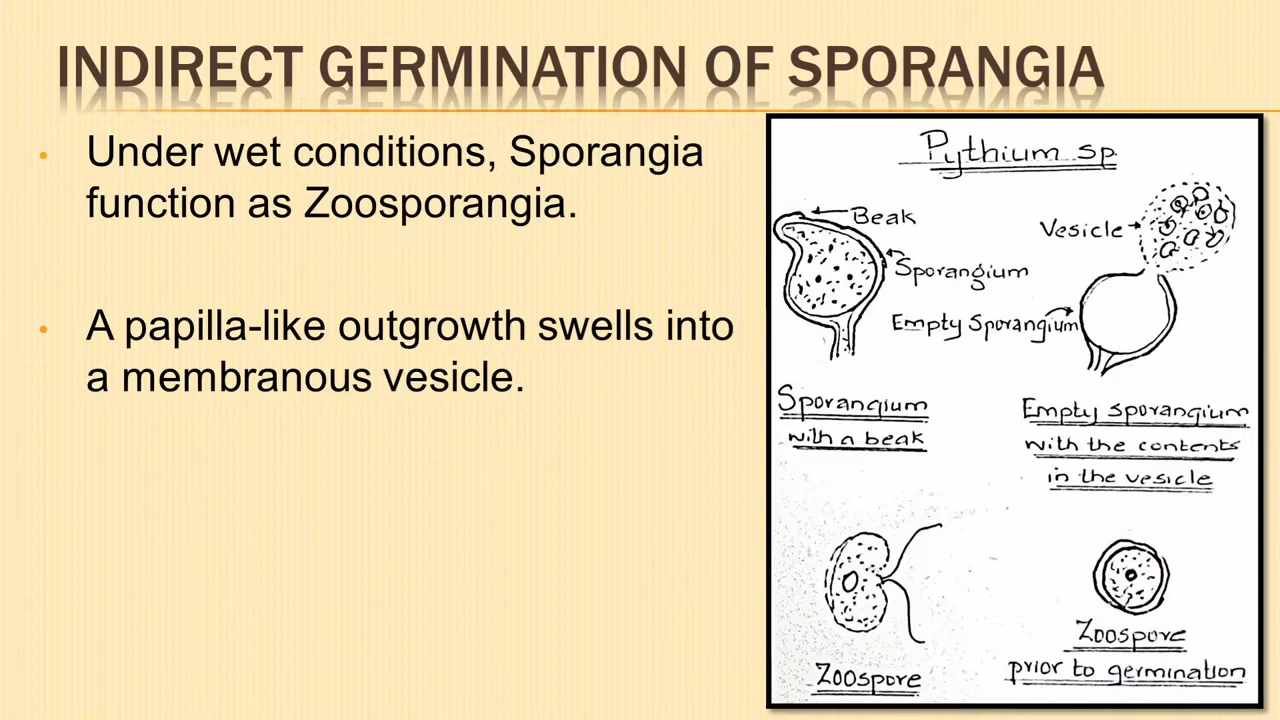 INDIRECT GERMINATION OF SPORANGIA
• Under wet conditions, Sporangia
function as Zoosporangia.
• A papilla-like outgrowth swells into
a membranous vesicle.
Pythium sp
Beak
Sporangium
Vesicle
Empty Sporangium
Sporangium
with a beak
Empty sporangium
with the contents
in the vesicle
Zoospore
Zoospore
prior to germination